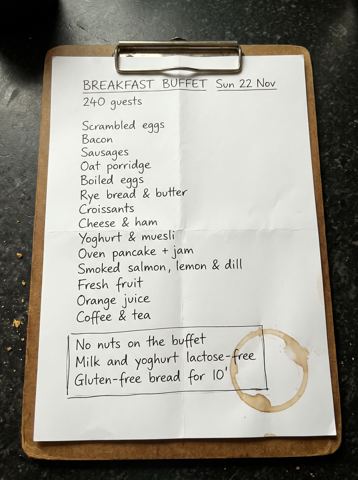 BREAKFAST BUFFET Sun 22 Nov
240 guests
Scrambled eggs
Bacon
Sausages
Oat porridge
Boiled eggs
Rye bread & butter
Croissants
Cheese & ham
Yoghurt & muesli
Oven pancake + jam
Smoked salmon, lemon & dill
Fresh fruit
Orange juice
Coffee & tea
No nuts on the buffet
Milk and yoghurt lactose-free
Gluten-free bread for 10'